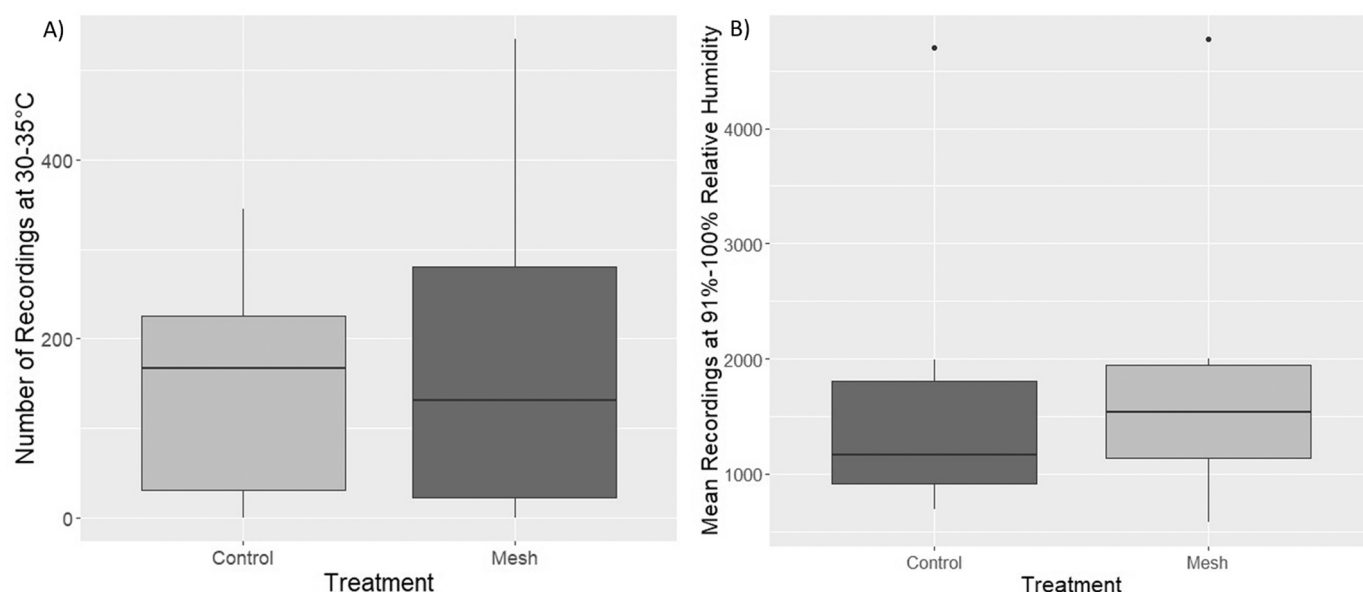 A)
Number of Recordings at 30-35°C
400
200
0
Control
Mesh
Treatment
B)
Mean Recordings at 91%-100% Relative Humidity
4000
3000
2000
1000
Control
Mesh
Treatment